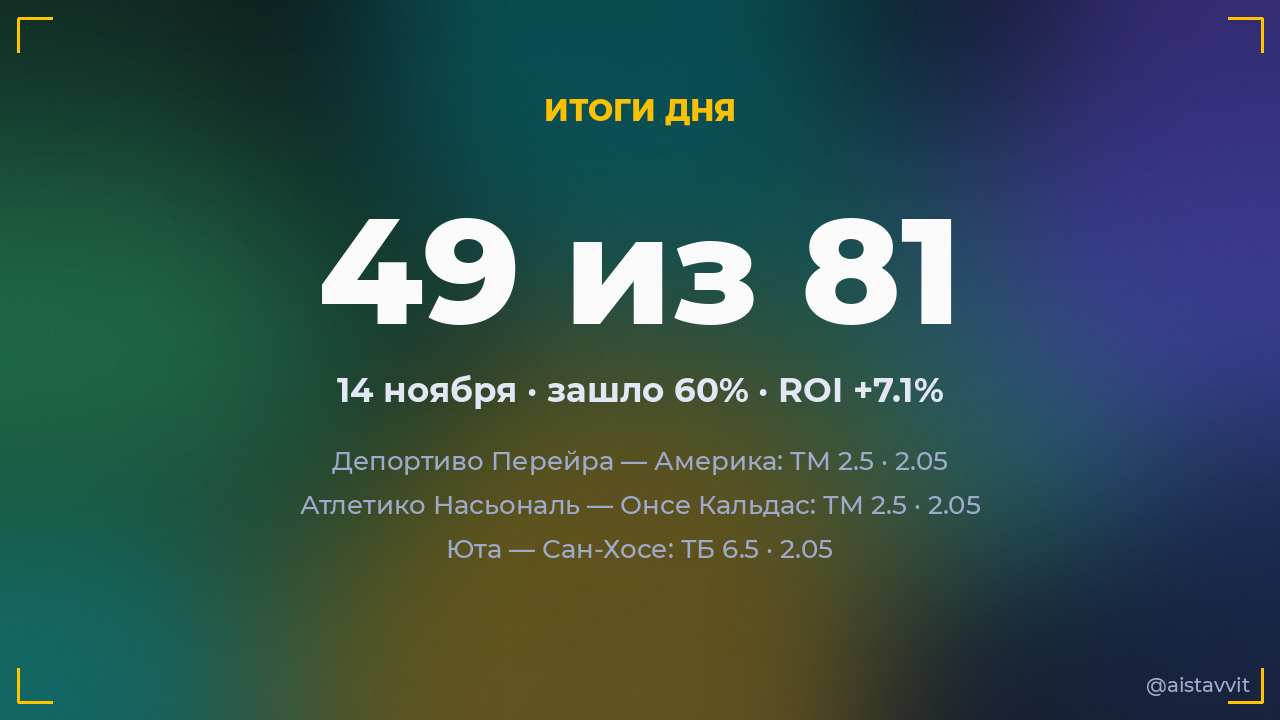 ИТОГИ ДНЯ
49 из 81
14 ноября · зашло 60% · ROI +7.1%
Депортиво Перейра — Америка: ТМ 2.5 · 2.05
Атлетико Насьональ — Онсе Кальдас: ТМ 2.5 · 2.05
Юта — Сан-Хосе: ТБ 6.5 · 2.05
@aistavvit